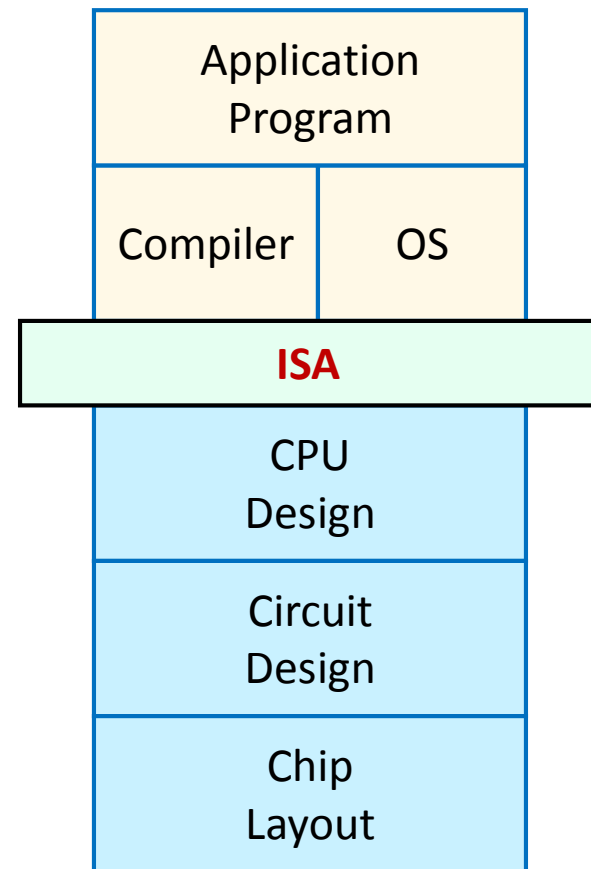 Application
Program
Compiler
OS
ISA
CPU
Design
Circuit
Design
Chip
Layout